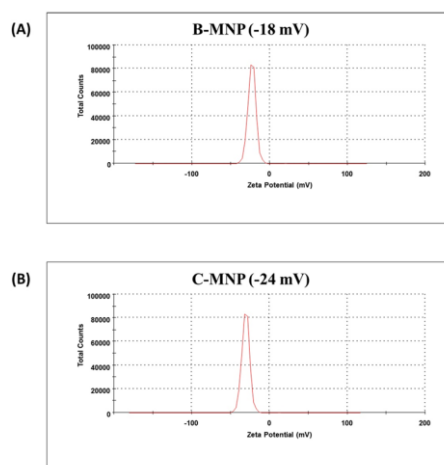 (A)
B-MNP (-18 mV)
100000
80000
60000
40000
20000
0
Total Counts
-100
0
100
200
Zeta Potential (mV)
(B)
C-MNP (-24 mV)
100000
80000
60000
40000
20000
0
Total Counts
-100
0
100
200
Zeta Potential (mV)